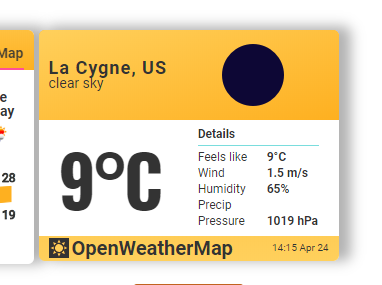 Map
e
ay
28
19
La Cygne, US
clear sky
9°C
Details
Feels like 9°C
Wind 1.5 m/s
Humidity 65%
Precip
Pressure 1019 hPa
OpenWeatherMap 14:15 Apr 24